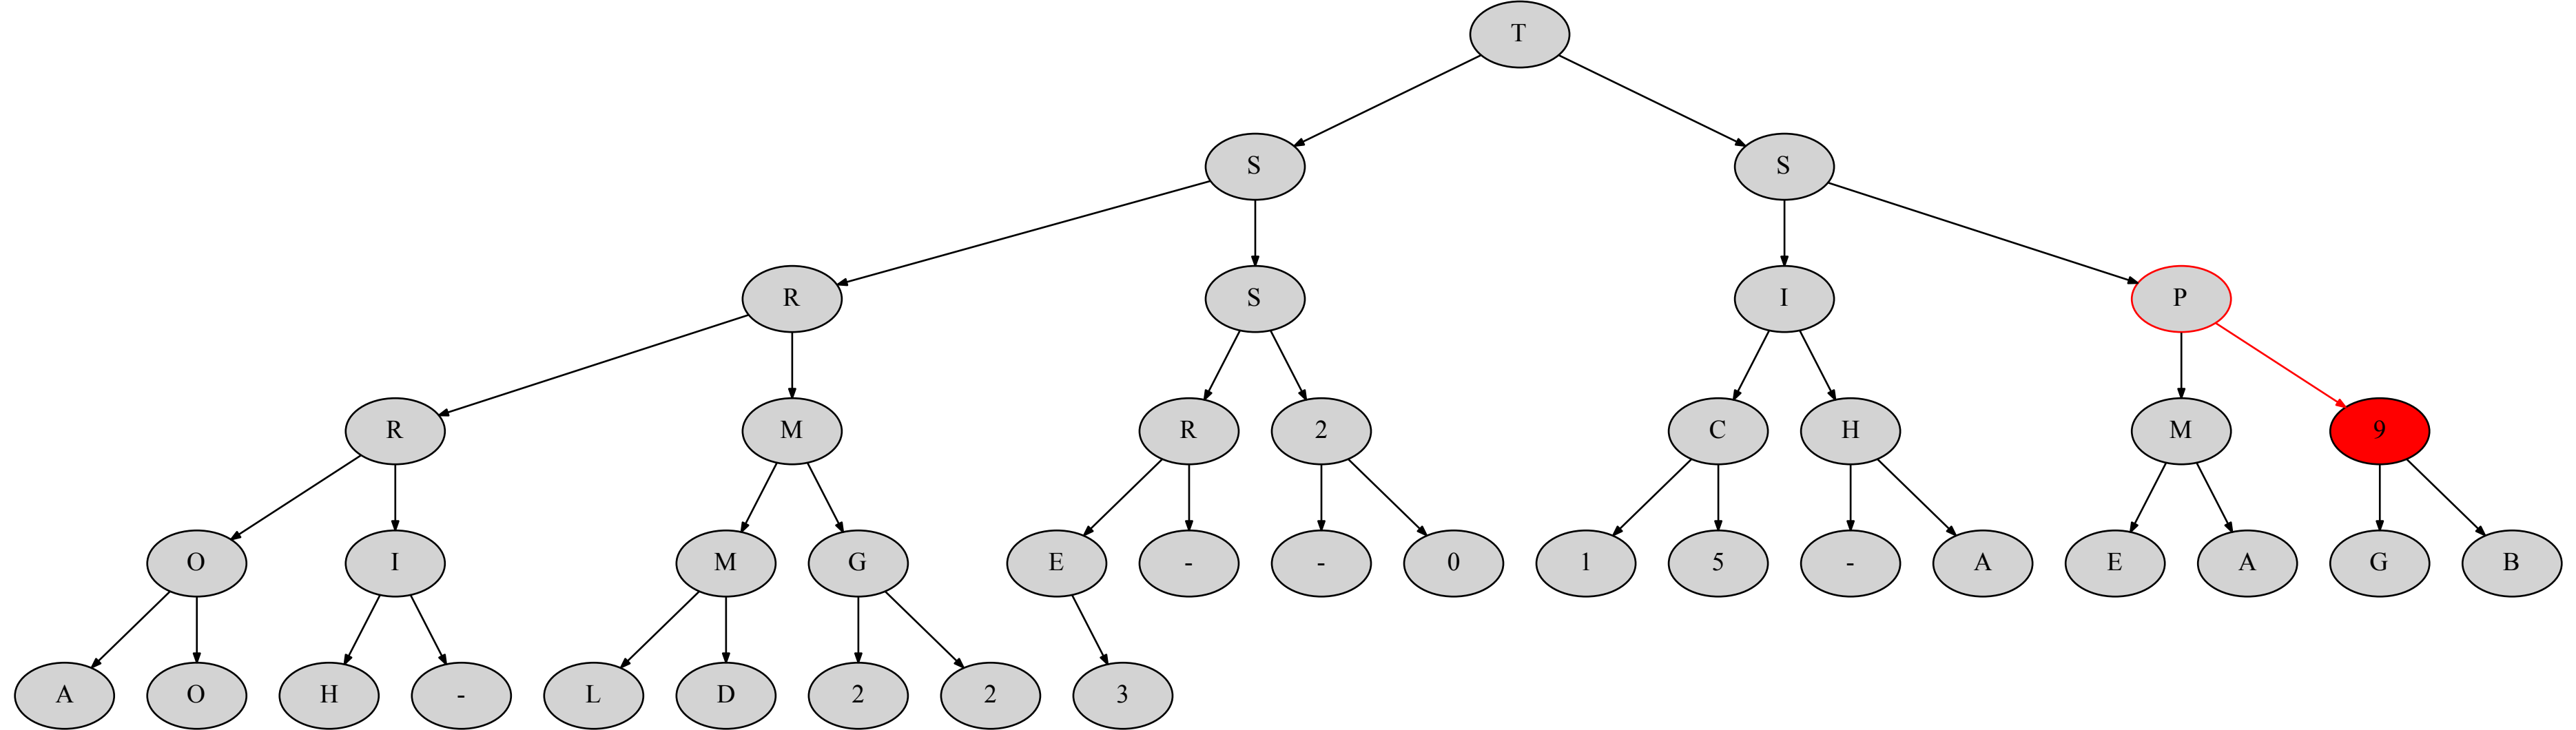 T
S S
R S I P
R M R 2 C H M 9
O I M G E - - 0 1 5 - A E A G B
A O H - L D 2 2 3